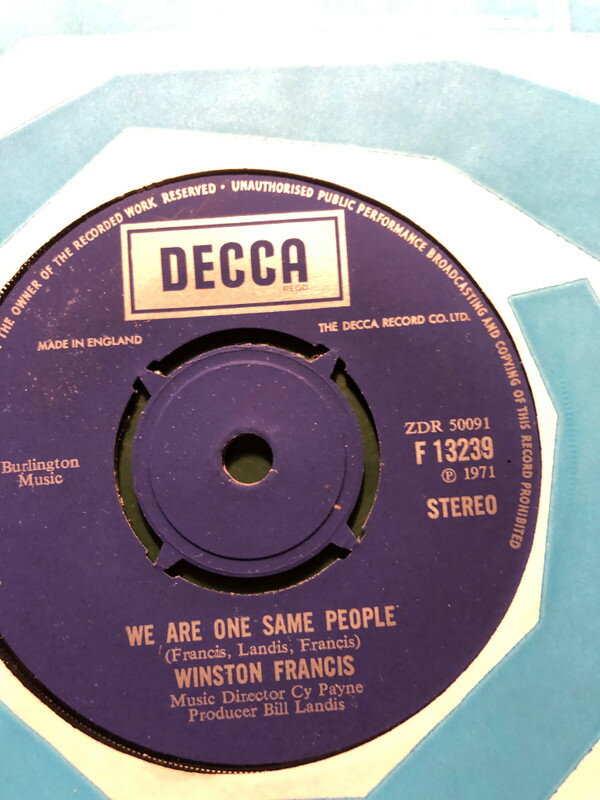 THE OWNER OF THE RECORDED WORK RESERVED • UNAUTHORISED PUBLIC PERFORMANCE BROADCASTING AND COPYING OF THIS RECORD PROHIBITED
DECCA
REGD
MADE IN ENGLAND
THE DECCA RECORD CO. LTD.
Burlington
Music
ZDR 50091
F 13239
℗ 1971
STEREO
WE ARE ONE SAME PEOPLE
(Francis, Landis, Francis)
WINSTON FRANCIS
Music Director Cy Payne
Producer Bill Landis